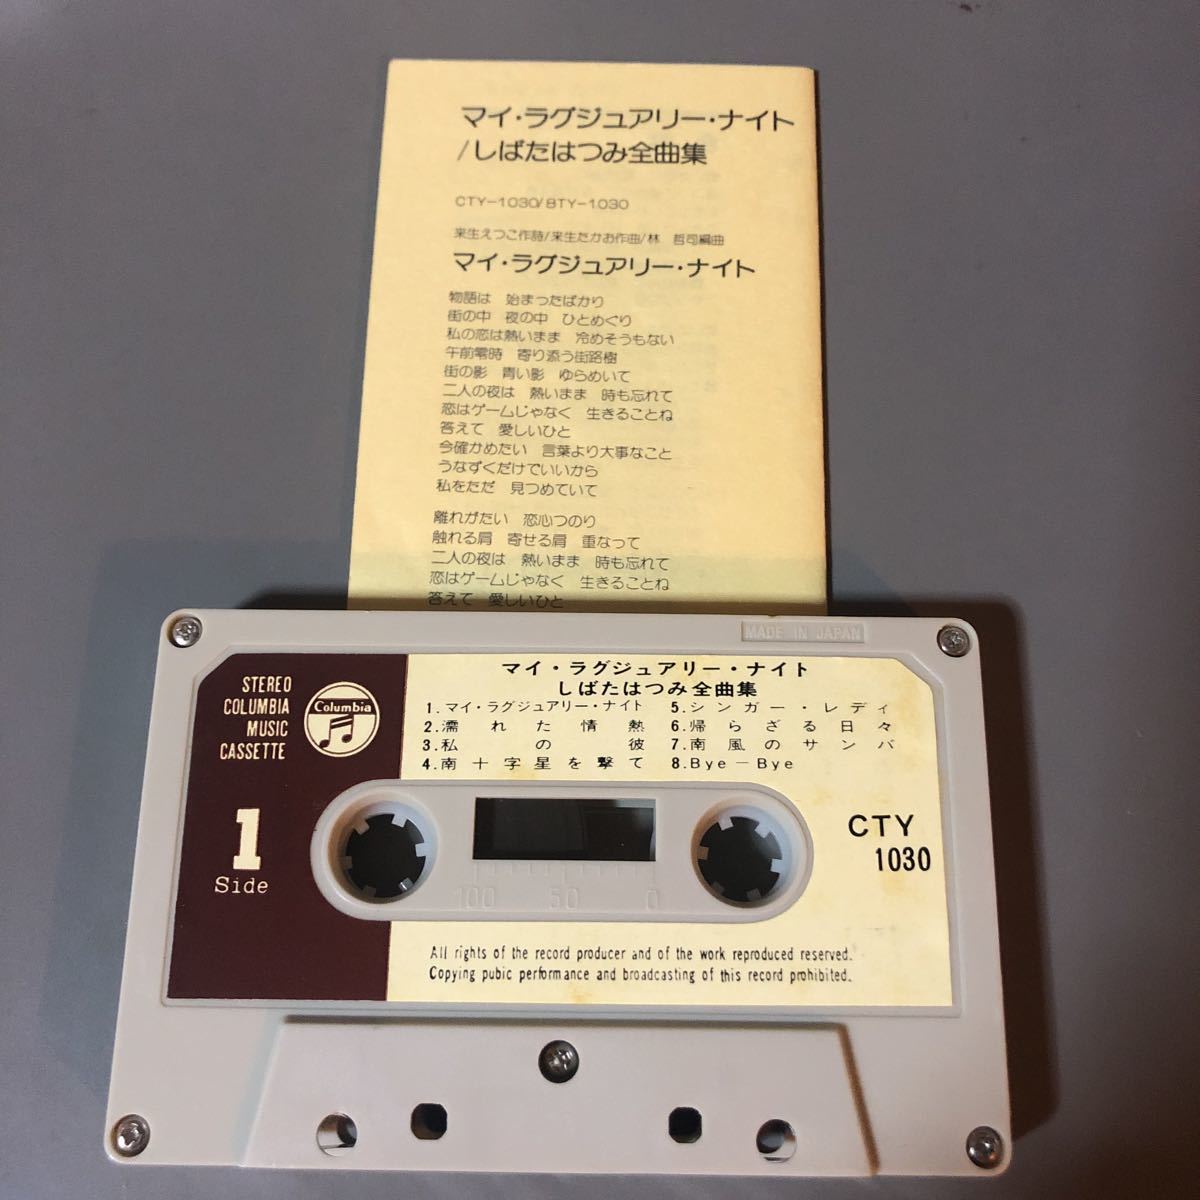 マイ・ラグジュアリー・ナイト
/しばたはつみ全曲集
CTY-1030/8TY-1030
来生えつこ作詩/来生たかお作曲/林 哲司編曲
マイ・ラグジュアリー・ナイト
物語は 始まったばかり
街の中 夜の中 ひとめぐり
私の恋は熱いまま 冷めそうもない
午前零時 寄り添う街路樹
街の影 青い影 ゆらめいて
二人の夜は 熱いまま 時も忘れて
恋はゲームじゃなく 生きることね
答えて 愛しいひと
今確かめたい 言葉より大事なこと
うなずくだけでいいから
私をただ 見つめていて
離れがたい 恋心つのり
触れる肩 寄せる肩 重なって
二人の夜は 熱いまま 時も忘れて
恋はゲームじゃなく 生きることね
答えて 愛しいひと
MADE IN JAPAN
STEREO
COLUMBIA
MUSIC
CASSETTE
Columbia
1
Side
マイ・ラグジュアリー・ナイト
しばたはつみ全曲集
1.マイ・ラグジュアリー・ナイト
2.濡れた情熱
3.私の彼
4.南十字星を撃て
5.シンガー・レディ
6.帰らざる日々
7.南風のサンバ
8.Bye－Bye
CTY
1030
100 50 0
All rights of the record producer and of the work reproduced reserved.
Copying pubic performance and broadcasting of this record prohibited.